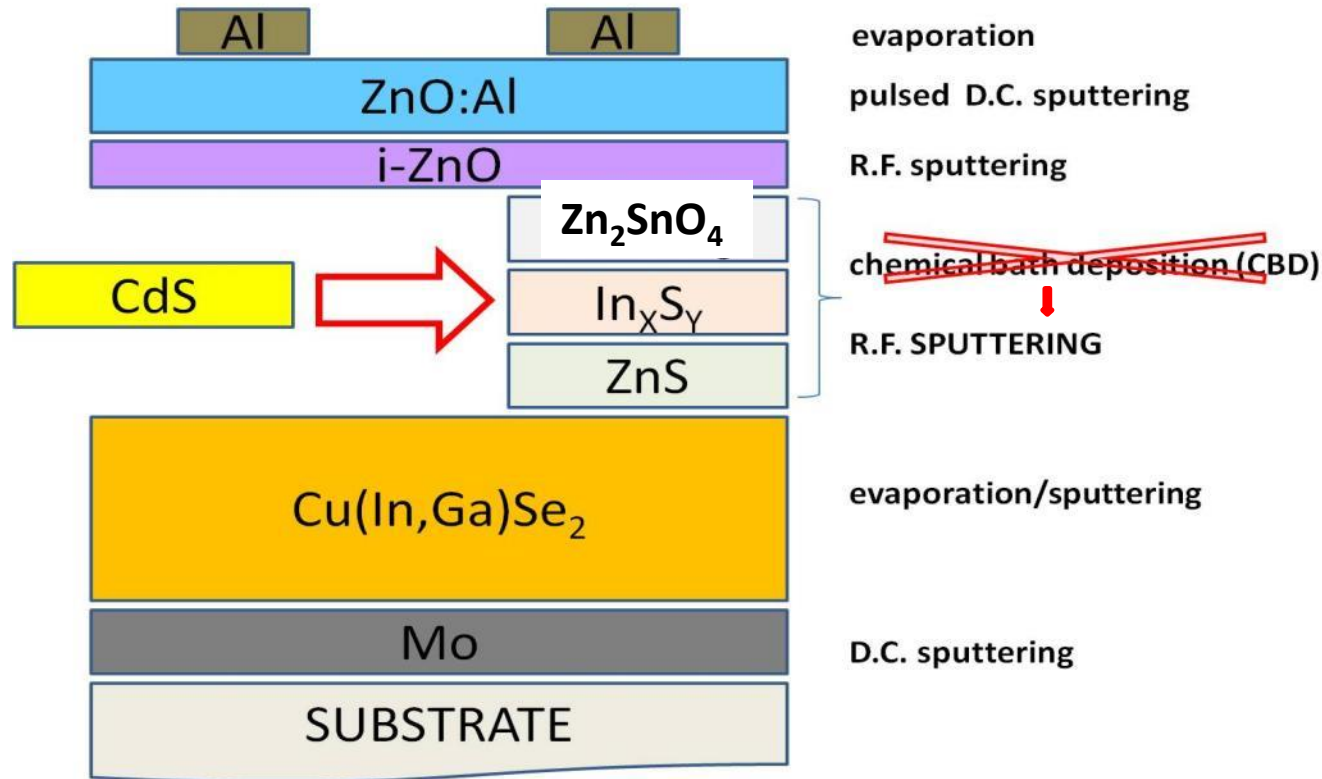 Al Al evaporation
ZnO:Al pulsed D.C. sputtering
i-ZnO R.F. sputtering
Zn₂SnO₄
chemical bath deposition (CBD)
CdS InₓSᵧ
R.F. SPUTTERING
ZnS
Cu(In,Ga)Se₂ evaporation/sputtering
Mo D.C. sputtering
SUBSTRATE